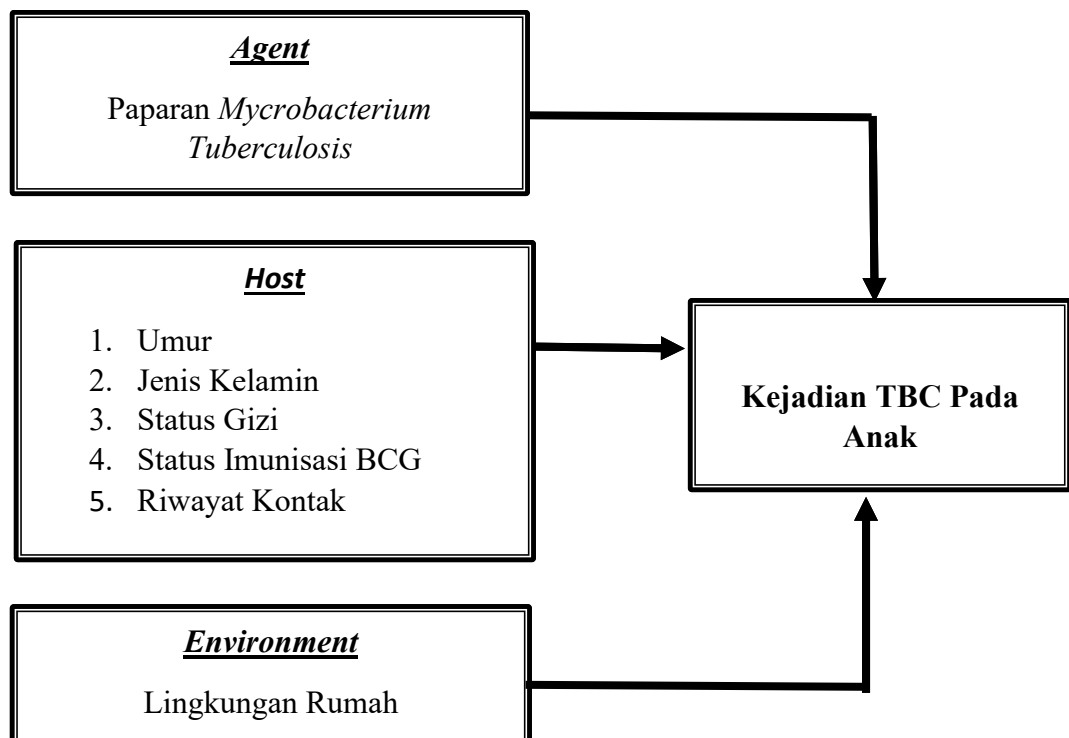 Agent
Paparan Mycrobacterium
Tuberculosis
Host
1. Umur
2. Jenis Kelamin
3. Status Gizi
4. Status Imunisasi BCG
5. Riwayat Kontak
Kejadian TBC Pada
Anak
Environment
Lingkungan Rumah